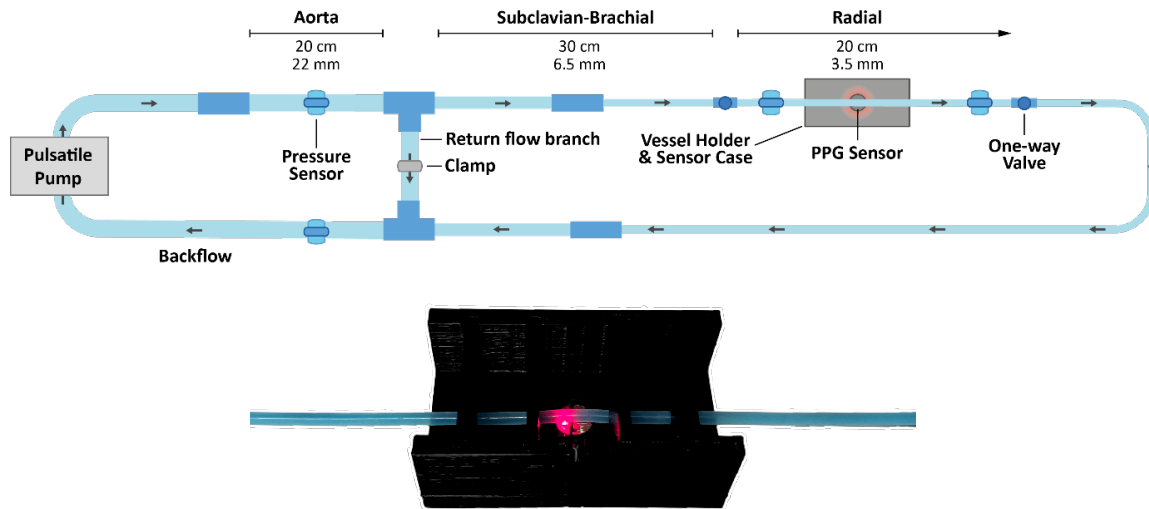 Aorta
20 cm
22 mm
Subclavian-Brachial
30 cm
6.5 mm
Radial
20 cm
3.5 mm
Pulsatile
Pump
Pressure
Sensor
Return flow branch
Clamp
Vessel Holder
& Sensor Case
PPG Sensor
One-way
Valve
Backflow